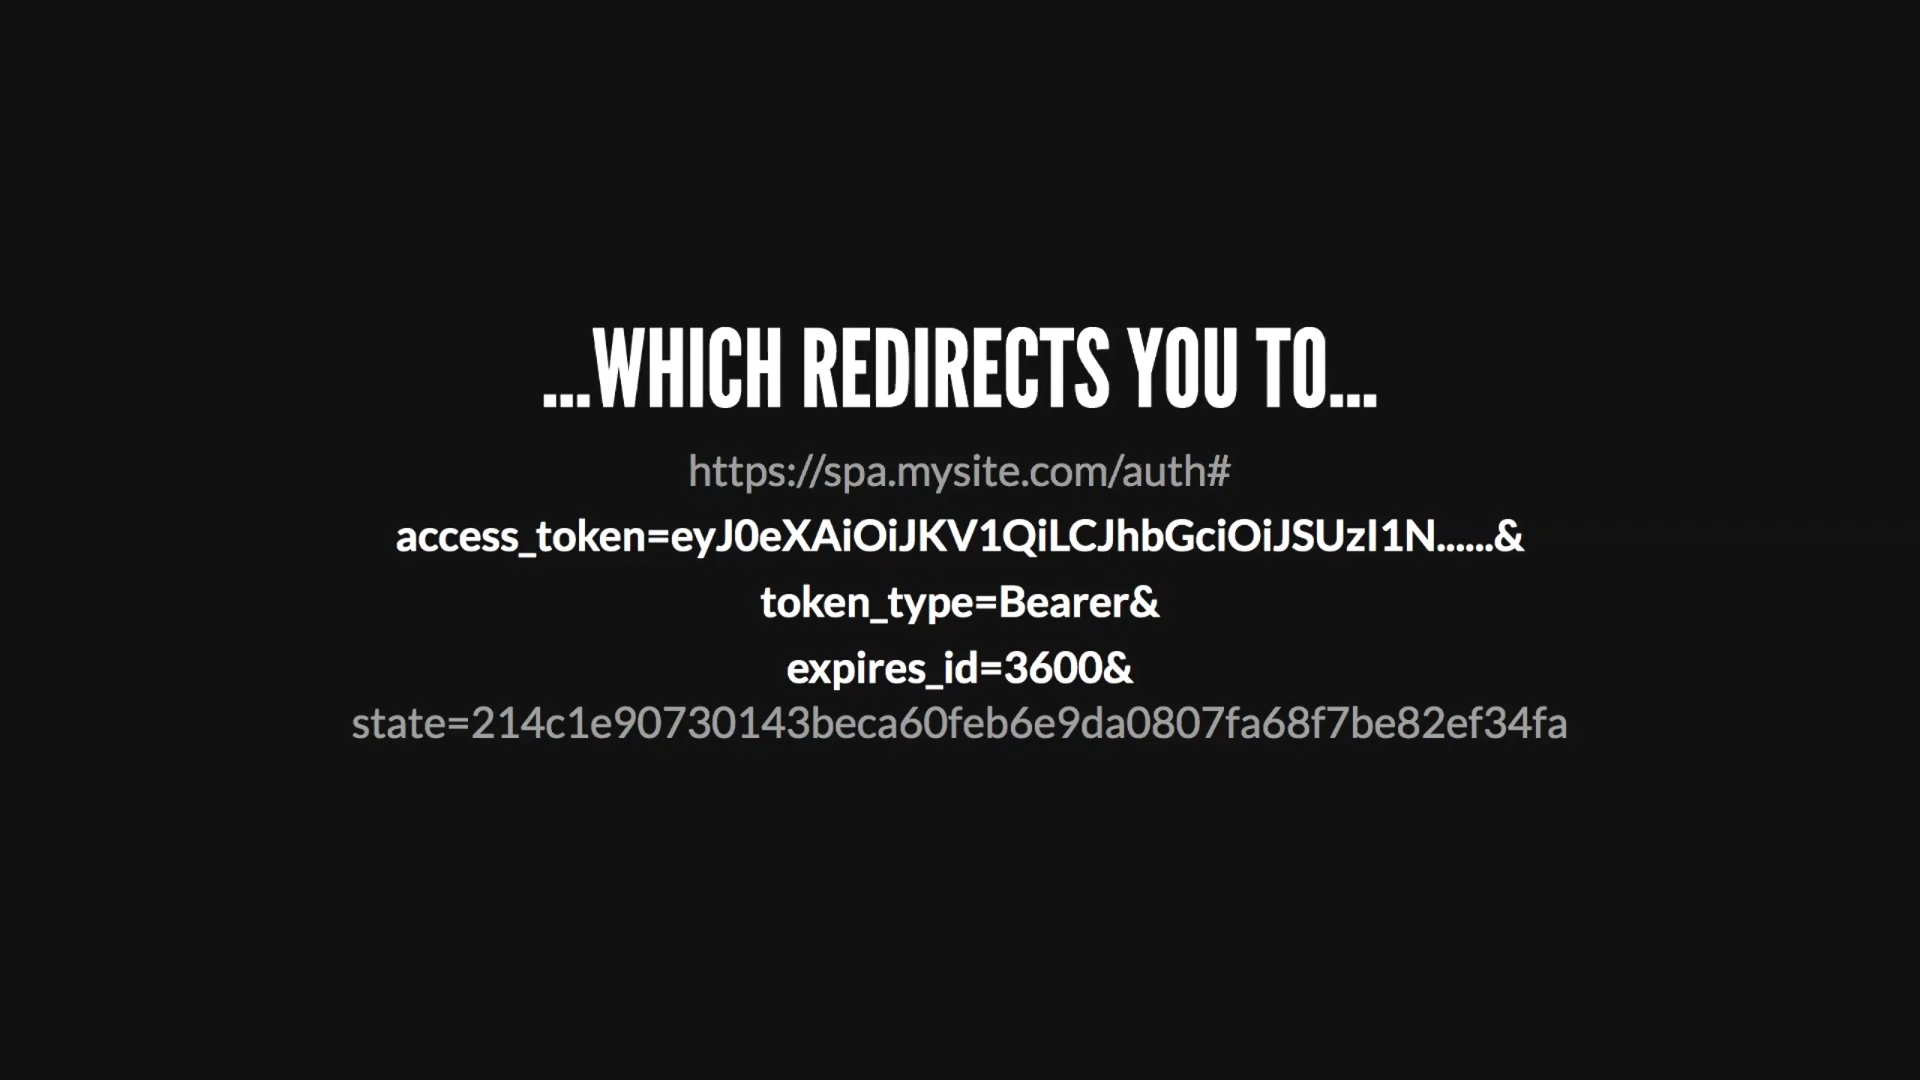 ...WHICH REDIRECTS YOU TO...
https://spa.mysite.com/auth#
access_token=eyJ0eXAiOiJKV1QiLCJhbGciOiJSUzI1N......&
token_type=Bearer&
expires_id=3600&
state=214c1e90730143beca60feb6e9da0807fa68f7be82ef34fa